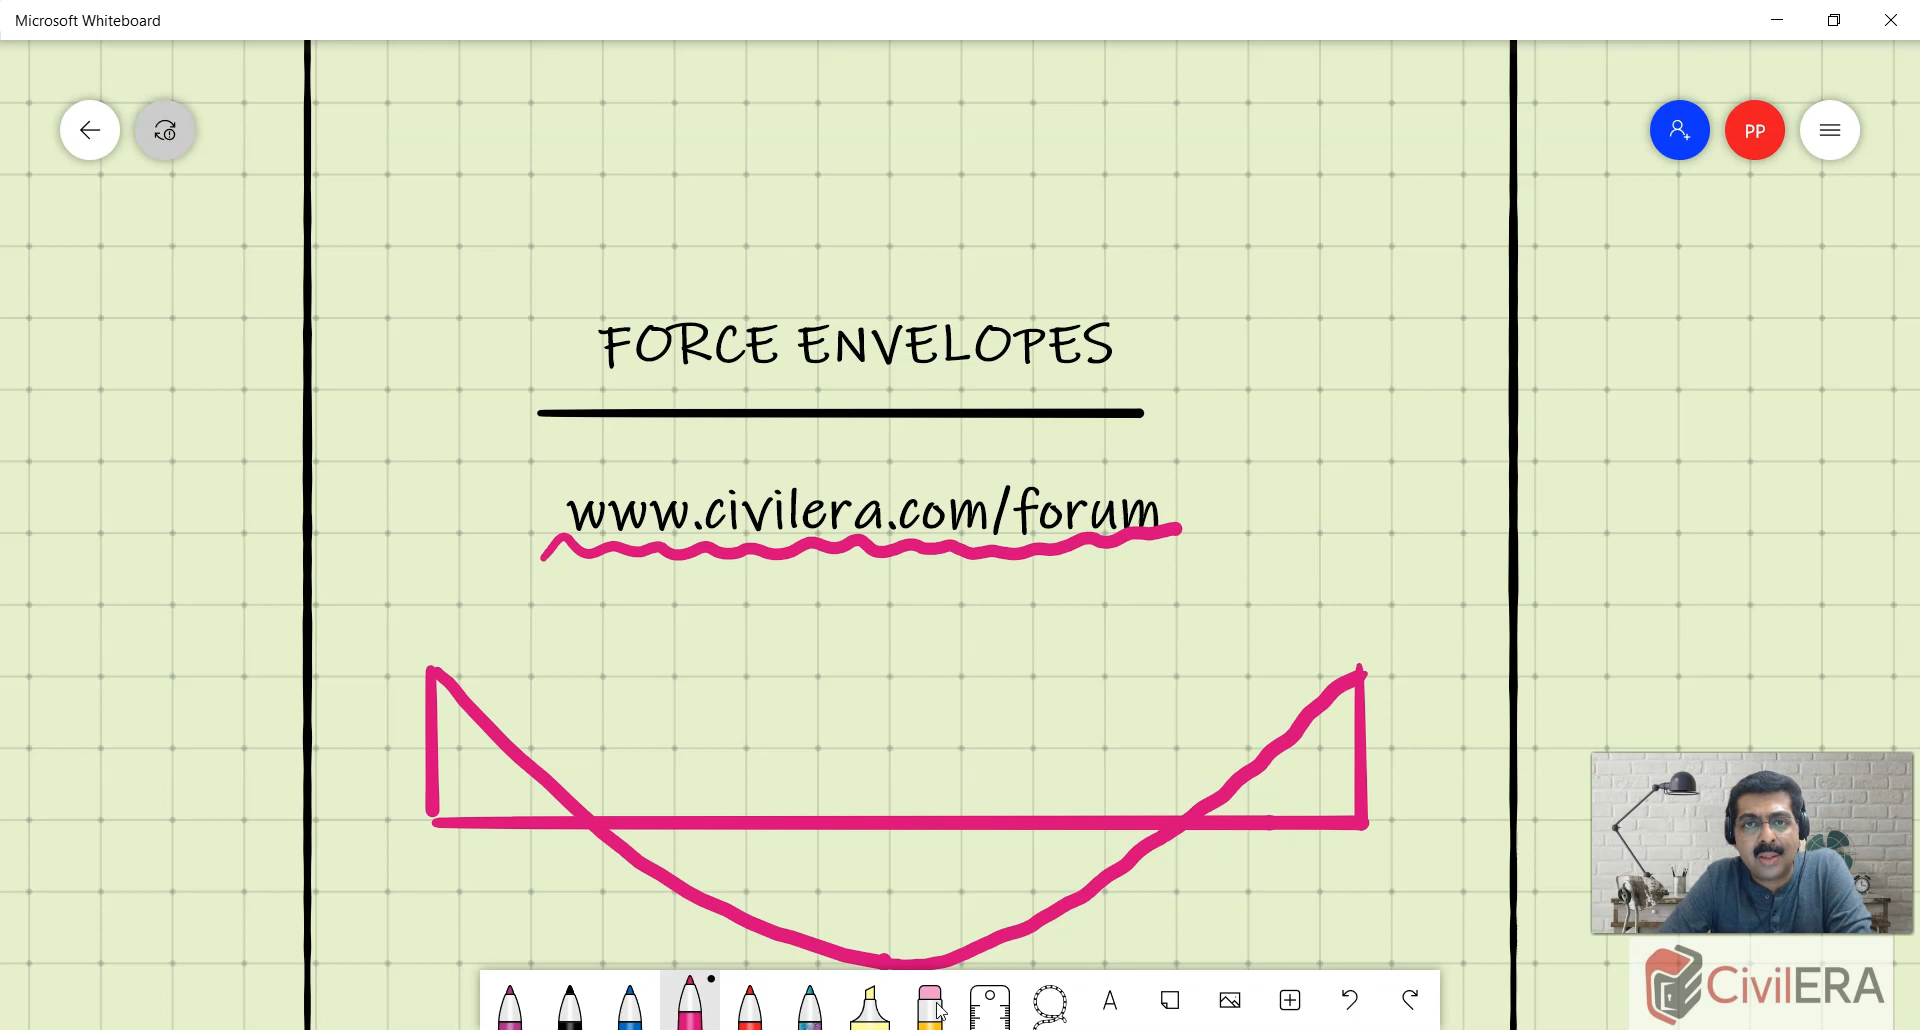 Microsoft Whiteboard
PP
FORCE ENVELOPES
www.civilera.com/forum
A
CivilERA